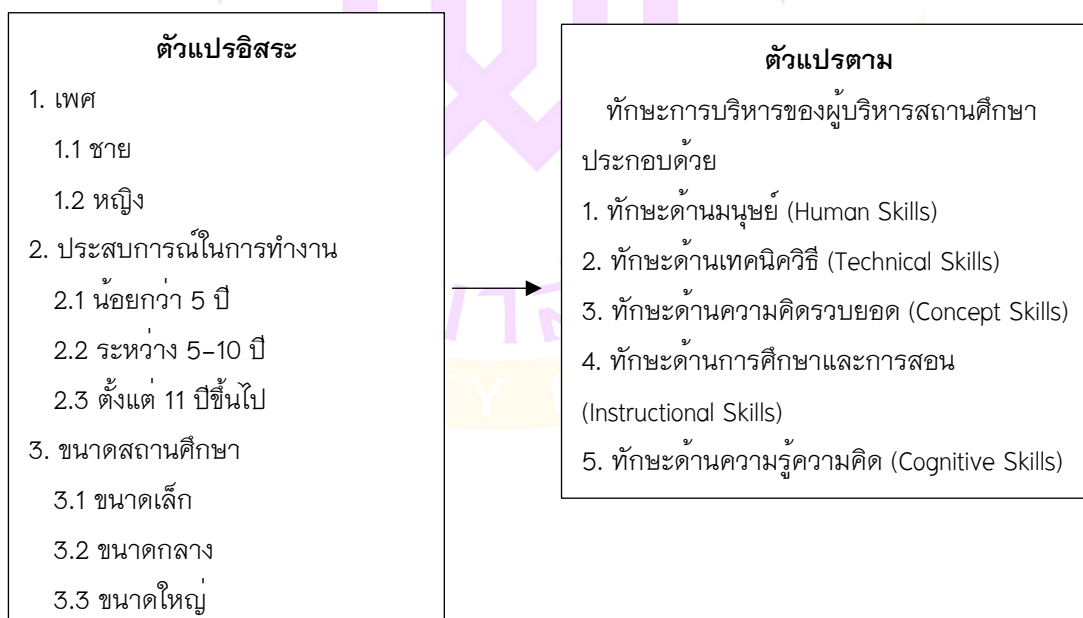 ตัวแปรอิสระ
1. เพศ
1.1 ชาย
1.2 หญิง
2. ประสบการณ์ในการทำงาน
2.1 น้อยกว่า 5 ปี
2.2 ระหว่าง 5–10 ปี
2.3 ตั้งแต่ 11 ปีขึ้นไป
3. ขนาดสถานศึกษา
3.1 ขนาดเล็ก
3.2 ขนาดกลาง
3.3 ขนาดใหญ่
ตัวแปรตาม
ทักษะการบริหารของผู้บริหารสถานศึกษา
ประกอบด้วย
1. ทักษะด้านมนุษย์ (Human Skills)
2. ทักษะด้านเทคนิควิธี (Technical Skills)
3. ทักษะด้านความคิดรวบยอด (Concept Skills)
4. ทักษะด้านการศึกษาและการสอน
(Instructional Skills)
5. ทักษะด้านความรู้ความคิด (Cognitive Skills)